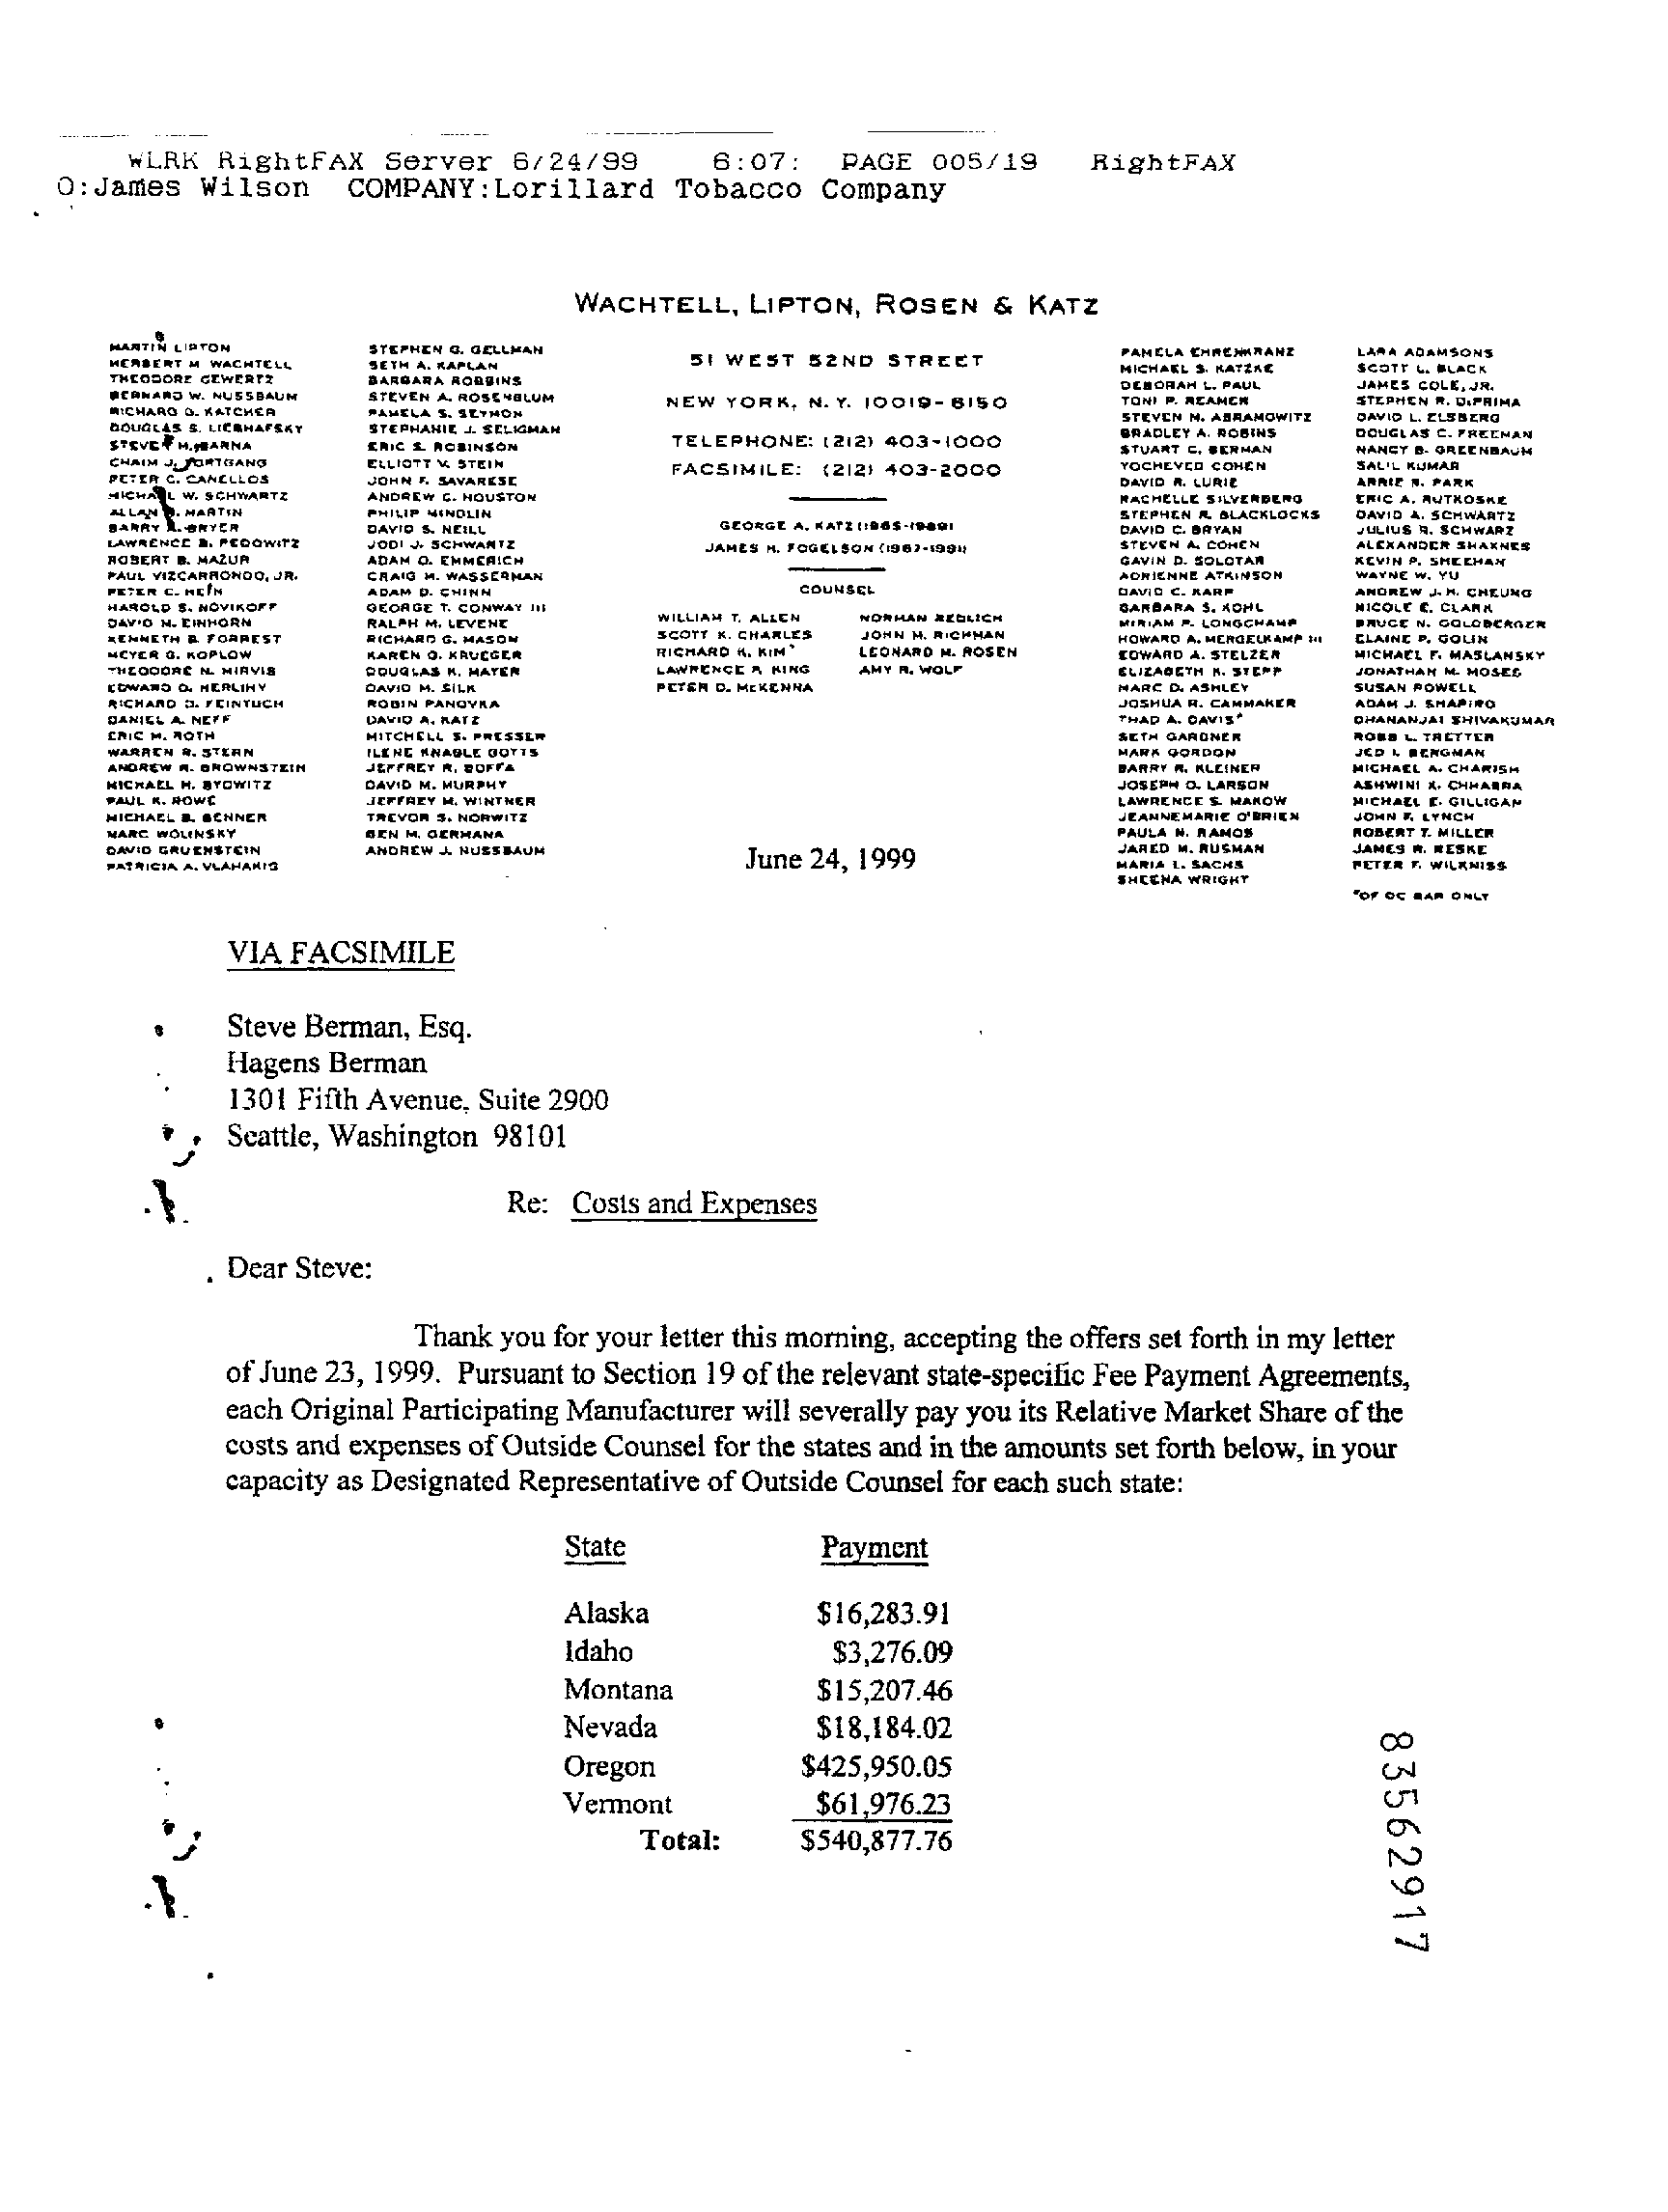 WLRK RightFAX Server 6/24/99 6:07: PAGE 005/19 RightFAX
O:James Wilson COMPANY:Lorillard Tobacco Company
WACHTELL, LIPTON, ROSEN & KATZ
MARTIN LIPTON
HERBERT M WACHTELL
THEODORE GEWERTZ
BERNARD W. NUSSBAUM
RICHARD D. KATCHER
DOUGLAS S. LIEBHAFSKY
CHAIM J. FORTGANG
PETER C. CANELLOS
MICHAEL W. SCHWARTZ
ALLAN MARTIN
BARRY BRYER
LAWRENCE B. PEDOWITZ
ROBERT B. MAZUR
PAUL VIZCARRONDO, JR.
PETER C. HEIN
HAROLD S. NOVIKOFF
DAVID M. EINHORN
KENNETH B. FORREST
MEYER G. KOPLOW
THEODORE N. MIRVIS
EDWARD D. HERLIHY
RICHARD D. FEINTUCH
DANIEL A. NEFF
ERIC M. ROTH
WARREN R. STERN
ANDREW R. BROWNSTEIN
MICHAEL H. BYOWITZ
PAUL K. ROWE
MICHAEL B. BENNER
MARC WOLINSKY
DAVID GRUENSTEIN
PATRICIA A. VLAHAKIS
STEPHEN G. GELLMAN
SETH A. KAPLAN
BARBARA ROBBINS
STEVEN A. ROSENBLUM
PAMELA S. SEYMON
STEPHANIE J. SELIGMAN
ERIC S. ROBINSON
ELLIOTT V. STEIN
JOHN F. SAVARESE
ANDREW C. HOUSTON
PHILIP MINDLIN
DAVID S. NEILL
JODI J. SCHWARTZ
ADAM O. EMMERICH
CRAIG M. WASSERMAN
ADAM D. CHINN
GEORGE T. CONWAY III
RALPH M. LEVENE
RICHARD G. MASON
KAREN G. KRUEGER
DOUGLAS K. MAYER
DAVID M. SILK
ROBIN PANOVKA
DAVID A. KATZ
MITCHELL S. PRESSER
ILENE KNABLE GOTTS
JEFFREY R. BOFFA
DAVID M. MURPHY
JEFFREY M. WINTNER
TREVOR S. NORWITZ
BEN M. GERMANA
ANDREW J. NUSSBAUM
51 WEST 52ND STREET
NEW YORK, N.Y. 10019-6150
TELEPHONE: (212) 403-1000
FACSIMILE: (212) 403-2000
GEORGE A. KATZ (1965-1989)
JAMES H. FOGELSON (1967-1991)
COUNSEL
WILLIAM T. ALLEN
SCOTT K. CHARLES
RICHARD K. KIM*
LAWRENCE P. KING
PETER D. McKENNA
NORMAN REDLICH
JOHN M. RICHMAN
LEONARD M. ROSEN
AMY R. WOLF
June 24, 1999
PAMELA EHRENKRANZ
MICHAEL S. KATZKE
DEBORAH L. PAUL
TONI P. REAMER
STEVEN M. ABRAMOWITZ
BRADLEY A. ROBINS
STUART C. BERMAN
YOCHEVED COHEN
DAVID R. LURIE
RACHELLE SILVERBERG
STEPHEN R. BLACKLOCKS
DAVID C. BRYAN
STEVEN A. COHEN
GAVIN D. SOLOTAR
ADRIENNE ATKINSON
DAVID C. KARP
BARBARA S. KOHL
MIRIAM P. LONGCHAMP
HOWARD A. MERGELKAMP III
EDWARD A. STELZER
ELIZABETH K. STEPP
MARC D. ASHLEY
JOSHUA R. CAMMAKER
THAD A. DAVIS*
SETH GARDNER
MARK GORDON
BARRY R. KLEINER
JOSEPH D. LARSON
LAWRENCE S. MAKOW
JEANNEMARIE O'BRIEN
PAULA N. RAMOS
JARED M. RUSMAN
MARIA L. SACHS
SHEENA WRIGHT
LARA ADAMSONS
SCOTT L. BLACK
JAMES COLE, JR.
STEPHEN R. DiPRIMA
DAVID L. ELSBERG
DOUGLAS C. FREEMAN
NANCY B. GREENBAUM
SALIL KUMAR
ARRIE R. PARK
ERIC A. RUTKOSKE
DAVID A. SCHWARTZ
JULIUS R. SCHWARZ
ALEXANDER SHAKNES
KEVIN P. SHEEHAN
WAYNE W. YU
ANDREW J. H. CHEUNG
NICOLE E. CLARK
BRUCE N. GOLDBERGER
ELAINE P. GOLIN
MICHAEL F. MASLANSKY
JONATHAN M. MOSES
SUSAN POWELL
ADAM J. SHAPIRO
DHANANJAI SHIVAKUMAR
ROBB L. TRETTER
JED I. BERGMAN
MICHAEL A. CHARISH
ASHWINI K. CHHABRA
MICHAEL E. GILLIGAN
JOHN F. LYNCH
ROBERT T. MILLER
JAMES R. RESKE
PETER F. WILKNISS
*OF DC BAR ONLY
VIA FACSIMILE
Steve Berman, Esq.
Hagens Berman
1301 Fifth Avenue, Suite 2900
Seattle, Washington 98101
Re: Costs and Expenses
Dear Steve:
Thank you for your letter this morning, accepting the offers set forth in my letter
of June 23, 1999. Pursuant to Section 19 of the relevant state-specific Fee Payment Agreements,
each Original Participating Manufacturer will severally pay you its Relative Market Share of the
costs and expenses of Outside Counsel for the states and in the amounts set forth below, in your
capacity as Designated Representative of Outside Counsel for each such state:
State Payment
Alaska $16,283.91
Idaho $3,276.09
Montana $15,207.46
Nevada $18,184.02
Oregon $425,950.05
Vermont $61,976.23
Total: $540,877.76
83562917